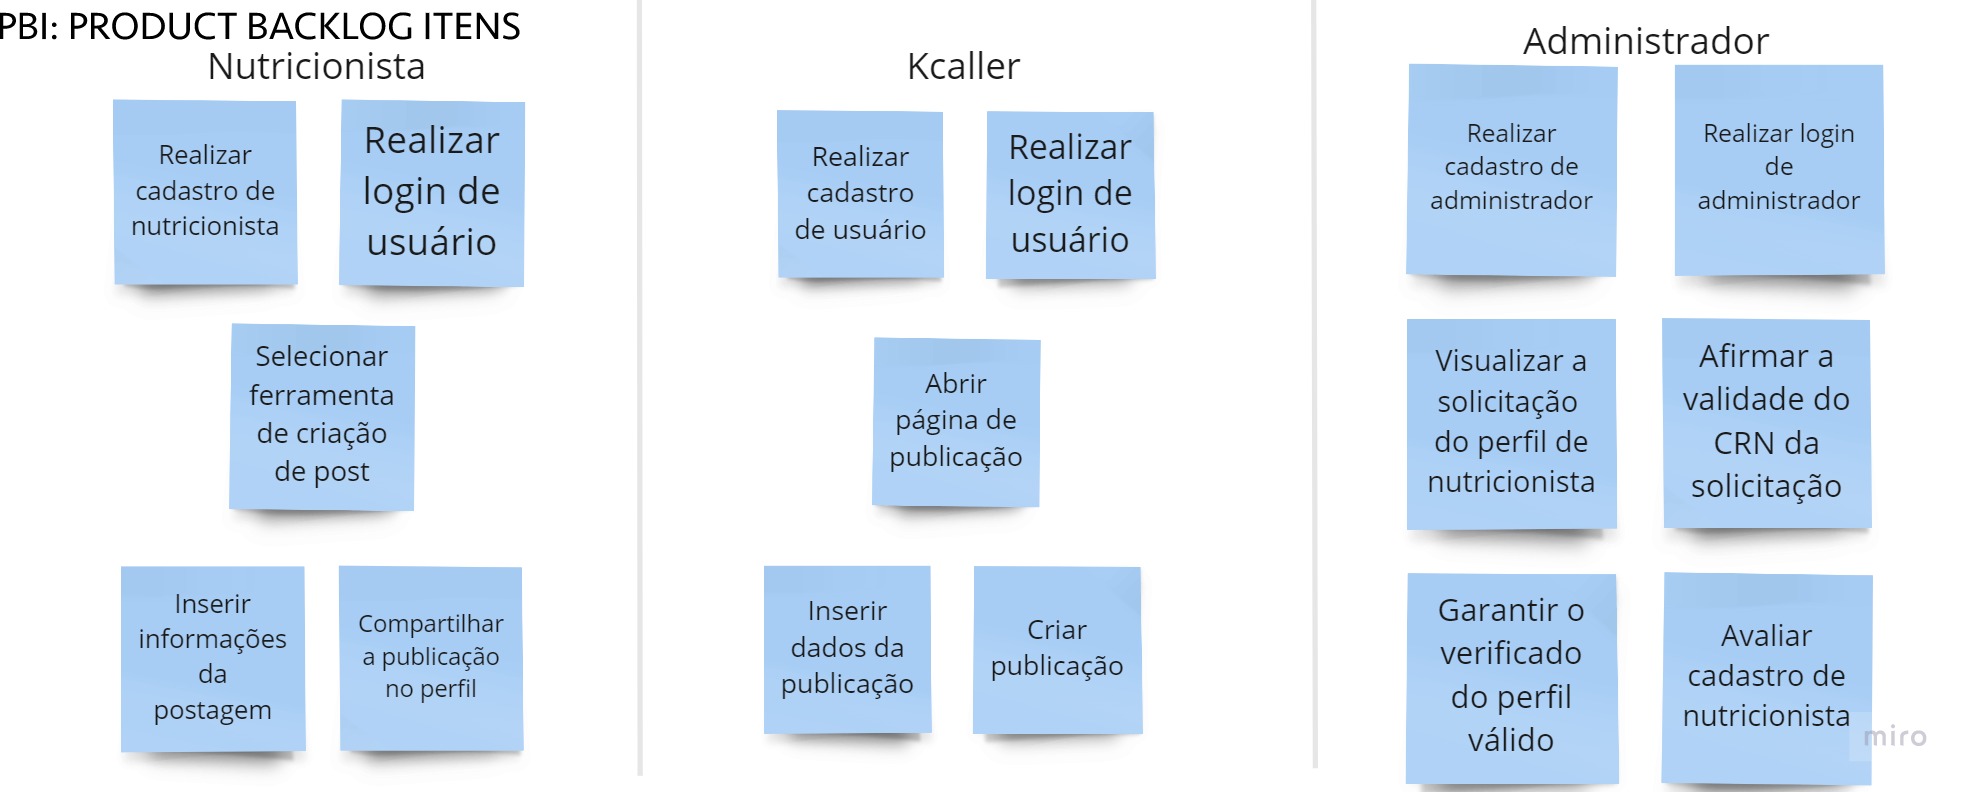 PBI: PRODUCT BACKLOG ITENS
Nutricionista
Realizar
cadastro de
nutricionista
Realizar
login de
usuário
Selecionar
ferramenta
de criação
de post
Inserir
informações
da
postagem
Compartilhar
a publicação
no perfil
Kcaller
Realizar
cadastro
de usuário
Realizar
login de
usuário
Abrir
página de
publicação
Inserir
dados da
publicação
Criar
publicação
Administrador
Realizar
cadastro de
administrador
Realizar login
de
administrador
Visualizar a
solicitação
do perfil de
nutricionista
Afirmar a
validade do
CRN da
solicitação
Garantir o
verificado
do perfil
válido
Avaliar
cadastro de
nutricionista
miro